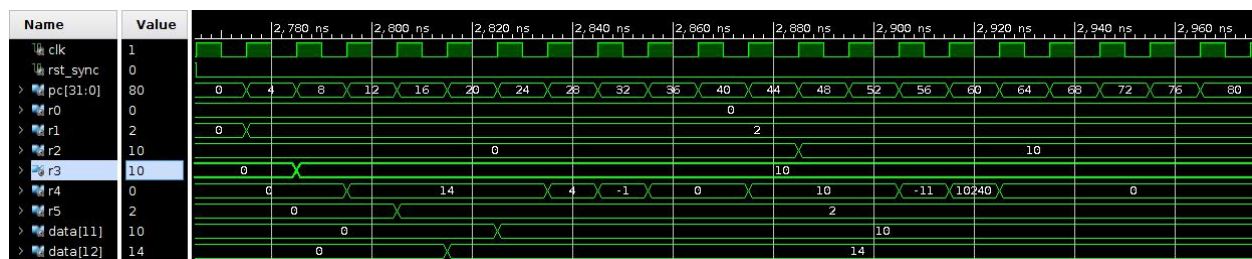 Name Value 2,780 ns 2,800 ns 2,820 ns 2,840 ns 2,860 ns 2,880 ns 2,900 ns 2,920 ns 2,940 ns 2,960 ns
clk 1
rst_sync 0
pc[31:0] 80 0 4 8 12 16 20 24 28 32 36 40 44 48 52 56 60 64 68 72 76 80
r0 0 0
r1 2 0 2
r2 10 0 10
r3 10 0 10
r4 0 0 14 4 -1 0 10 -11 10240 0
r5 2 0 2
data[11] 10 0 10
data[12] 14 0 14